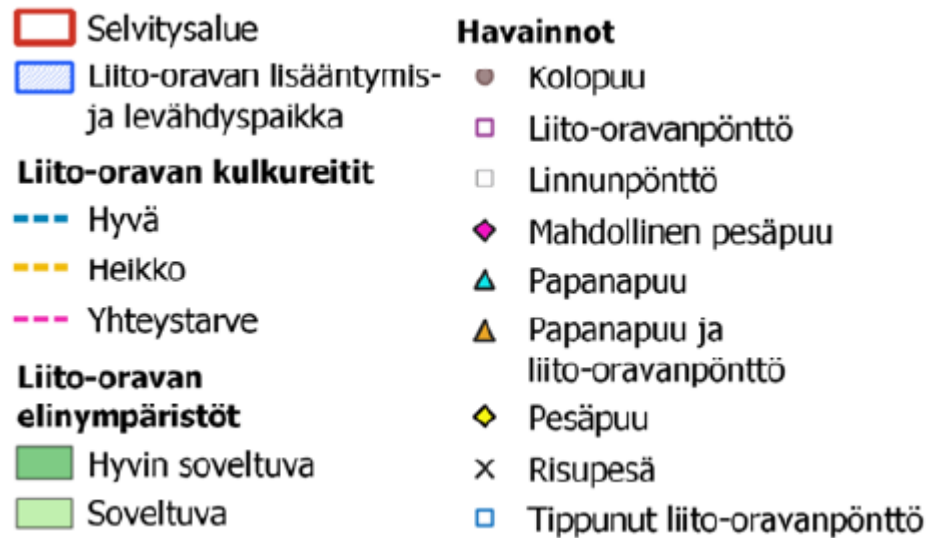 Selvitysalue
Liito-oravan lisääntymis-
ja levähdyspaikka
Liito-oravan kulkureitit
Hyvä
Heikko
Yhteystarve
Liito-oravan
elinympäristöt
Hyvin soveltuva
Soveltuva
Havainnot
Kolopuu
Liito-oravanpönttö
Linnunpönttö
Mahdollinen pesäpuu
Papanapuu
Papanapuu ja
liito-oravanpönttö
Pesäpuu
Risupesä
Tippunut liito-oravanpönttö